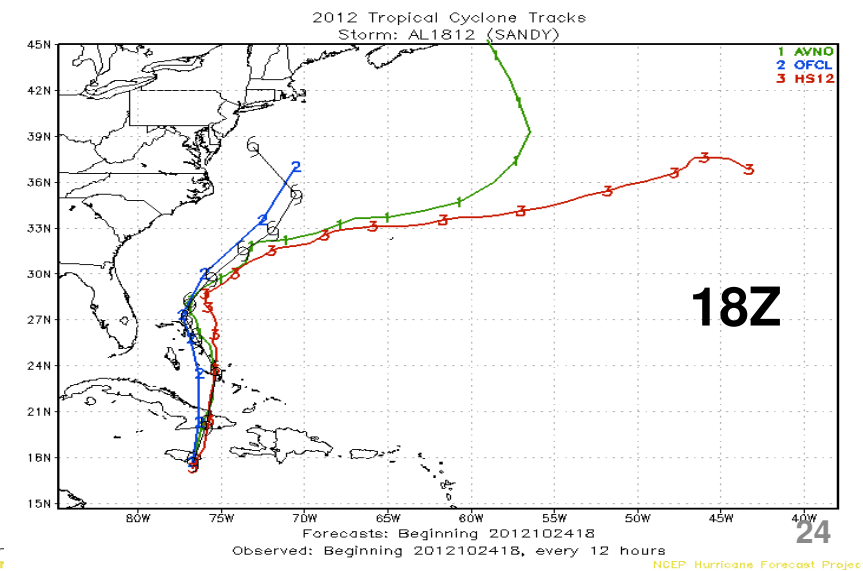 2012 Tropical Cyclone Tracks
Storm: AL1812 (SANDY)
1 AVNO
2 OFCL
3 HS12
45N
42N
39N
36N
33N
30N
27N
24N
21N
18N
15N
18Z
80W 75W 70W 65W 60W 55W 50W 45W 40W
24
Forecasts: Beginning 2012102418
Observed: Beginning 2012102418, every 12 hours
NCEP Hurricane Forecast Projec